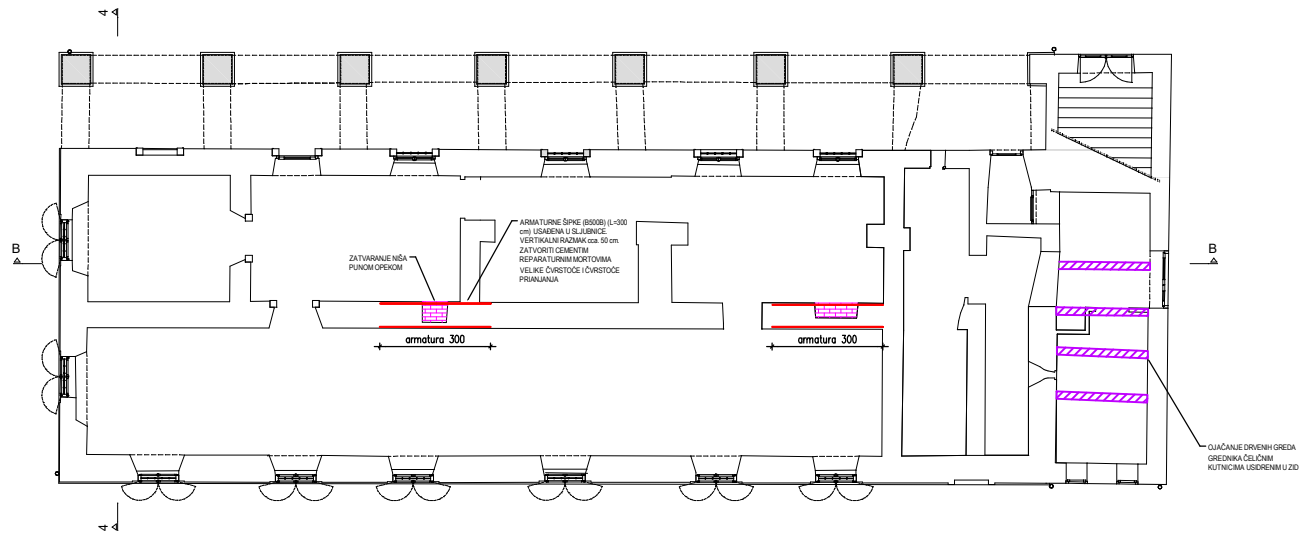 4
B
B
ARMATURNE ŠIPKE (B500B) (L=300
cm) USAĐENA U SLJUBNICE.
VERTIKALNI RAZMAK cca. 50 cm.
ZATVORITI CEMENTIM
REPARATURNIM MORTOVIMA
VELIKE ČVRSTOĆE I ČVRSTOĆE
PRIANJANJA
ZATVARANJE NIŠA
PUNOM OPEKOM
armatura 300
armatura 300
OJAČANJE DRVENIH GREDA
GREDNIKA ČELIČNIM
KUTNICIMA USIDRENIM U ZID
4